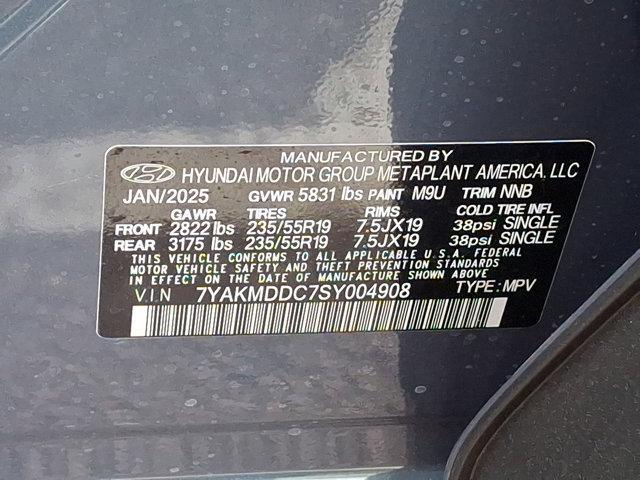 MANUFACTURED BY
HYUNDAI MOTOR GROUP METAPLANT AMERICA. LLC
JAN/2025 GVWR 5831 lbs PAINT M9U TRIM NNB
GAWR TIRES RIMS COLD TIRE INFL
FRONT 2822 lbs 235/55R19 7.5JX19 38psi SINGLE
REAR 3175 lbs 235/55R19 7.5JX19 38psi SINGLE
THIS VEHICLE CONFORMS TO ALL APPLICABLE U.S.A. FEDERAL
MOTOR VEHICLE SAFETY, BUMPER, AND THEFT PREVENTION STANDARDS
IN EFFECT ON THE DATE OF MANUFACTURE SHOWN ABOVE.
V.I.N 7YAKMDDC7SY004908 TYPE: MPV